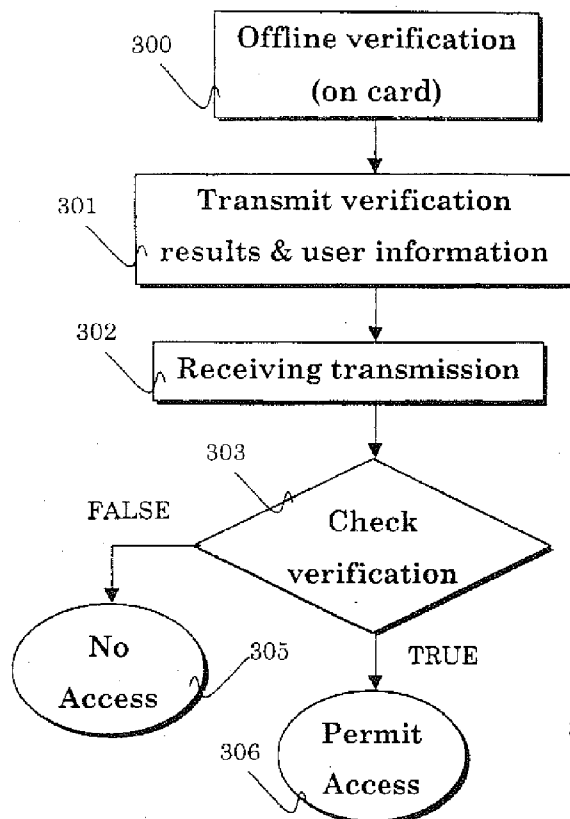 Offline verification
(on card)
300
Transmit verification
results & user information
301
302
Receiving transmission
303
FALSE
Check
verification
No
Access
305
TRUE
Permit
Access
306